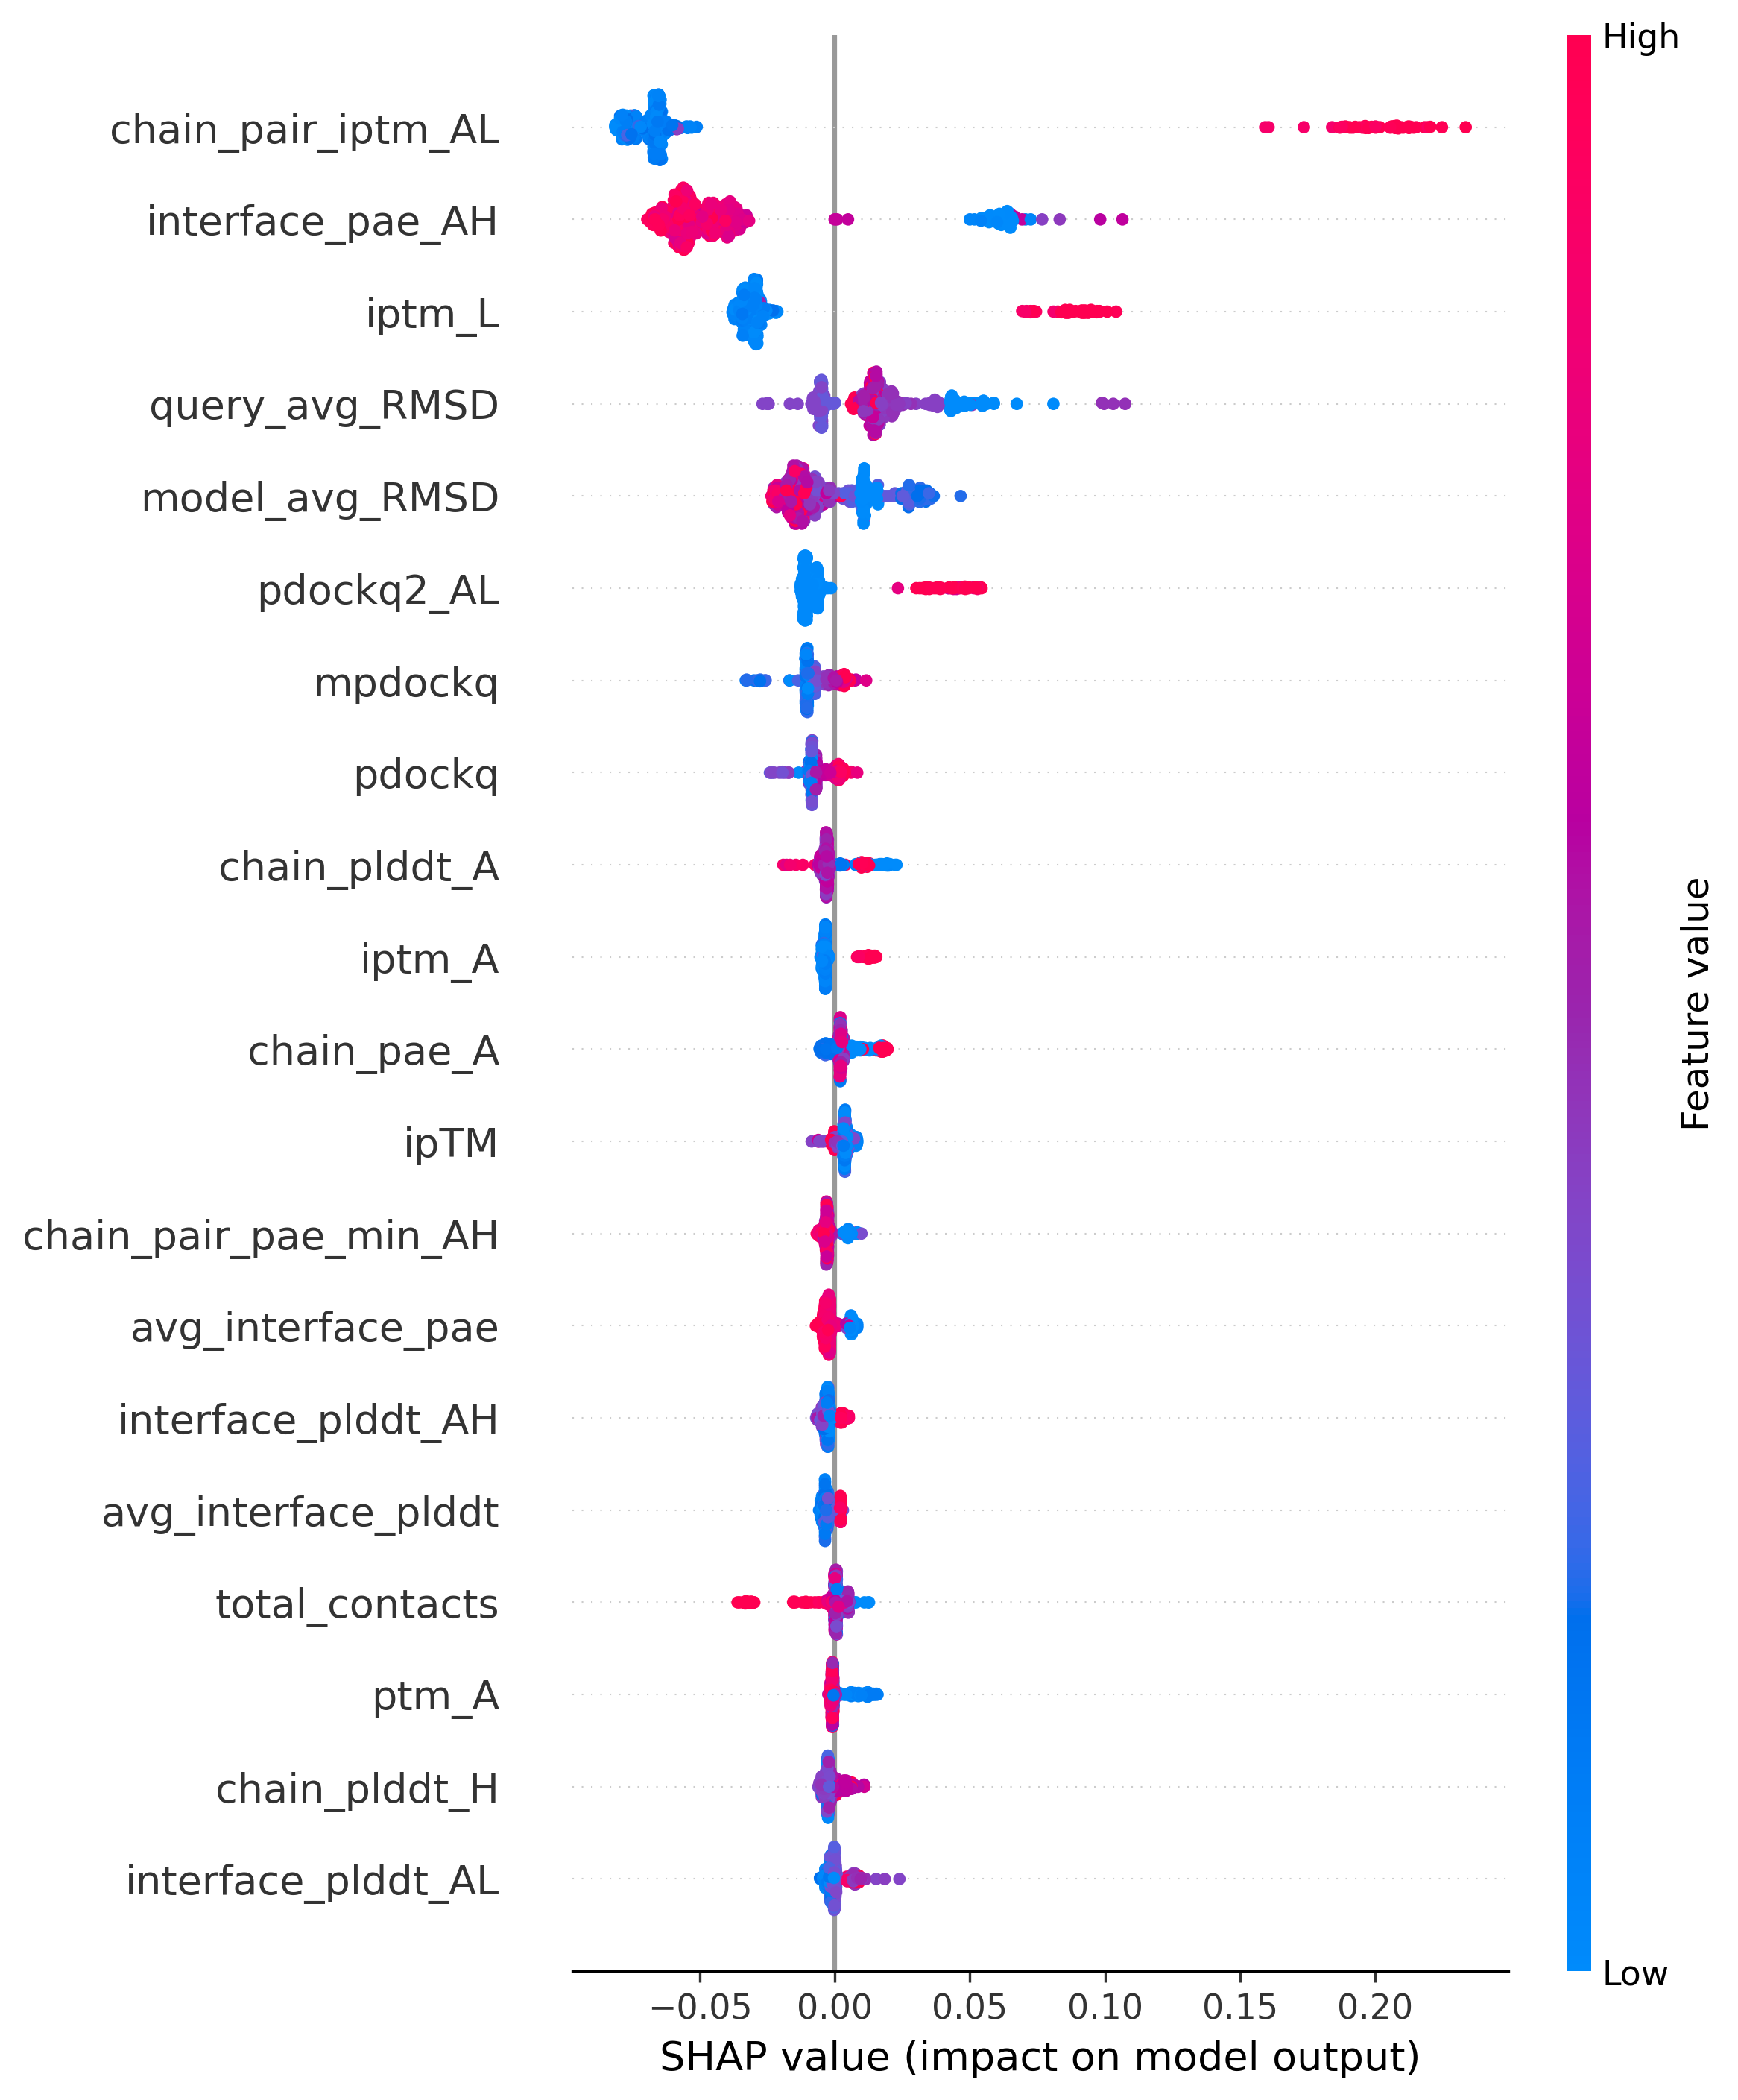 High
chain_pair_iptm_AL
interface_pae_AH
iptm_L
query_avg_RMSD
model_avg_RMSD
pdockq2_AL
mpdockq
pdockq
chain_plddt_A
iptm_A
chain_pae_A
ipTM
chain_pair_pae_min_AH
avg_interface_pae
interface_plddt_AH
avg_interface_plddt
total_contacts
ptm_A
chain_plddt_H
interface_plddt_AL
Feature value
Low
−0.05 0.00 0.05 0.10 0.15 0.20
SHAP value (impact on model output)